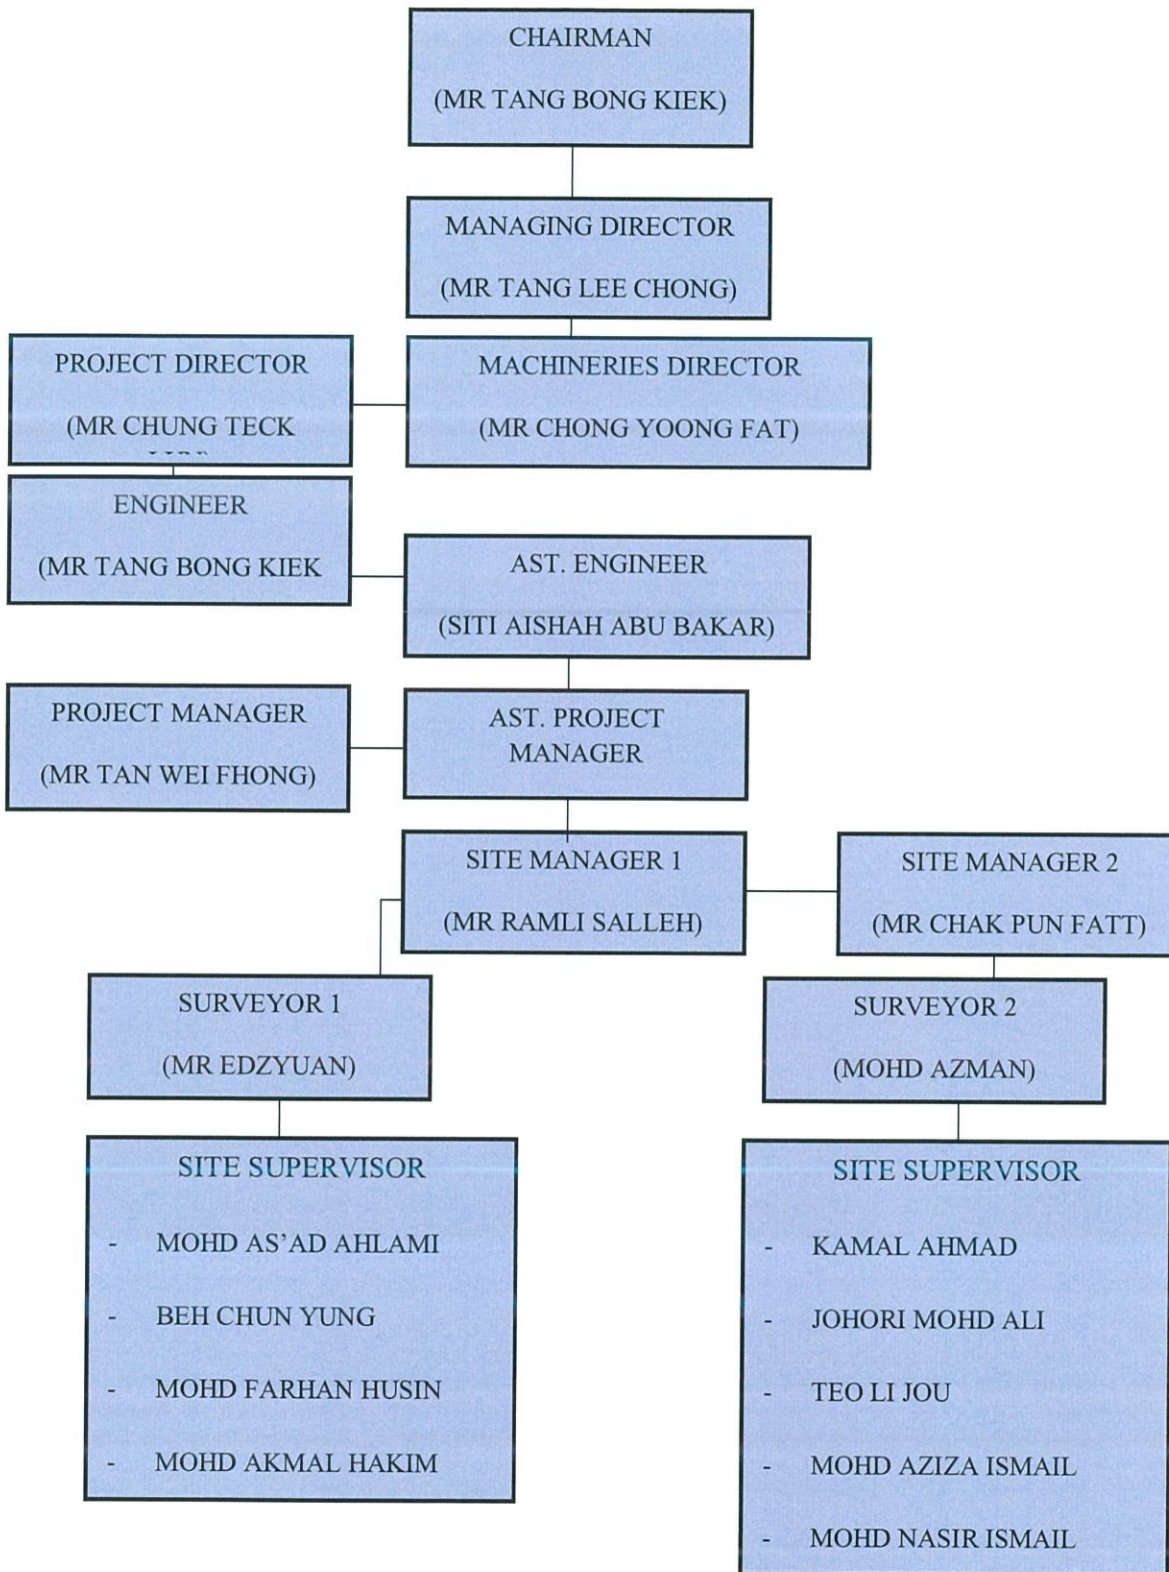 CHAIRMAN
(MR TANG BONG KIEK)
MANAGING DIRECTOR
(MR TANG LEE CHONG)
PROJECT DIRECTOR
(MR CHUNG TECK
MACHINERIES DIRECTOR
(MR CHONG YOONG FAT)
ENGINEER
(MR TANG BONG KIEK
AST. ENGINEER
(SITI AISHAH ABU BAKAR)
PROJECT MANAGER
(MR TAN WEI FHONG)
AST. PROJECT
MANAGER
SITE MANAGER 1
(MR RAMLI SALLEH)
SITE MANAGER 2
(MR CHAK PUN FATT)
SURVEYOR 1
(MR EDZYUAN)
SURVEYOR 2
(MOHD AZMAN)
SITE SUPERVISOR
- MOHD AS’AD AHLAMI
- BEH CHUN YUNG
- MOHD FARHAN HUSIN
- MOHD AKMAL HAKIM
SITE SUPERVISOR
- KAMAL AHMAD
- JOHORI MOHD ALI
- TEO LI JOU
- MOHD AZIZA ISMAIL
- MOHD NASIR ISMAIL